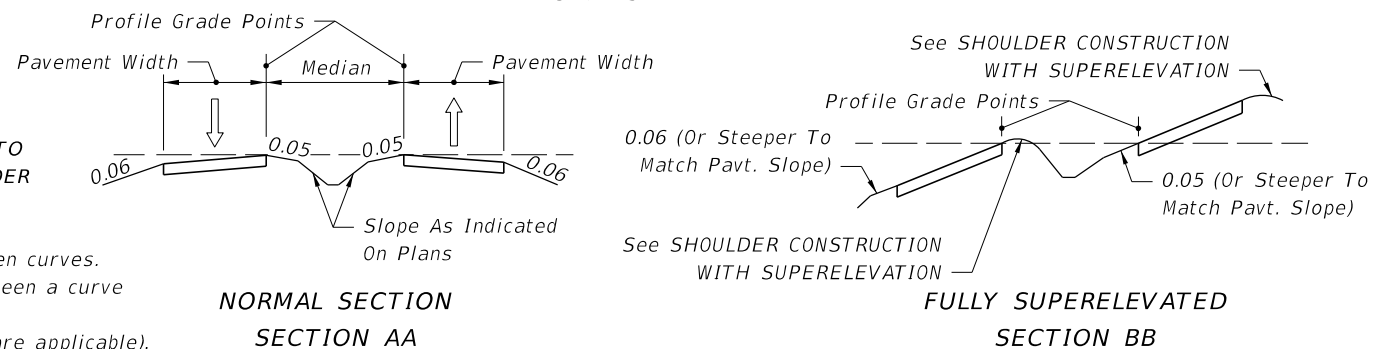 Profile Grade Points
Pavement Width
Median
Pavement Width
TO
0.06
0.05
0.05
0.06
DER
Slope As Indicated
On Plans
en curves.
een a curve
NORMAL SECTION
SECTION AA
are applicable).
See SHOULDER CONSTRUCTION
WITH SUPERELEVATION
Profile Grade Points
0.06 (Or Steeper To
Match Pavt. Slope)
0.05 (Or Steeper To
Match Pavt. Slope)
See SHOULDER CONSTRUCTION
WITH SUPERELEVATION
FULLY SUPERELEVATED
SECTION BB